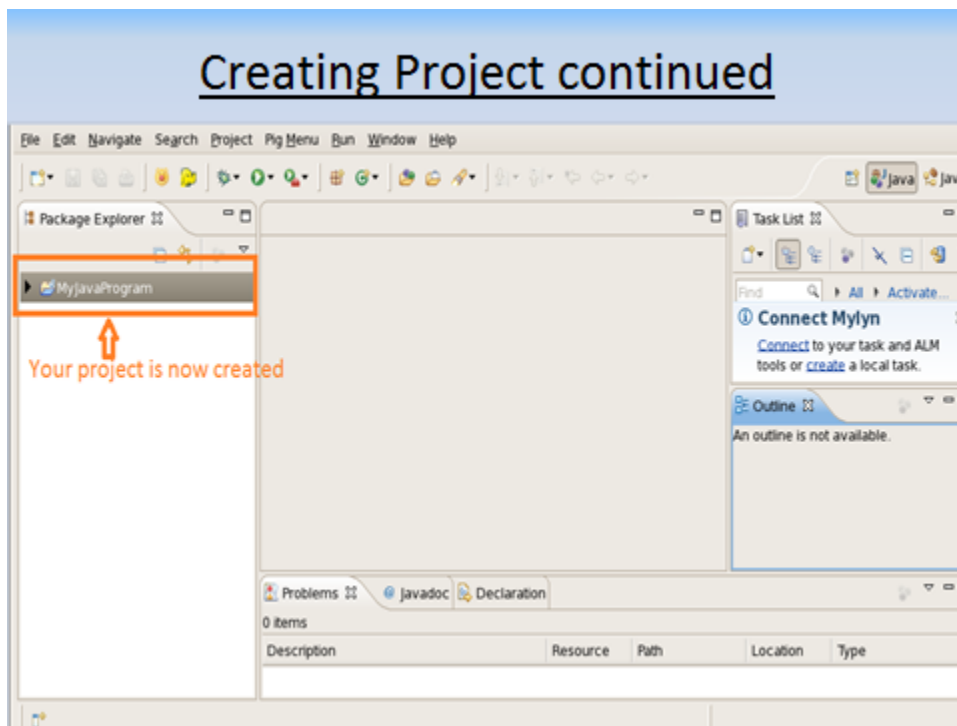 Creating Project continued
File Edit Navigate Search Project Pig Menu Run Window Help
Java
Jav
Package Explorer
Task List
MyJavaProgram
Find
All
Activate...
Connect Mylyn
Connect to your task and ALM
tools or create a local task.
Your project is now created
Outline
An outline is not available.
Problems
Javadoc
Declaration
0 items
Description Resource Path Location Type